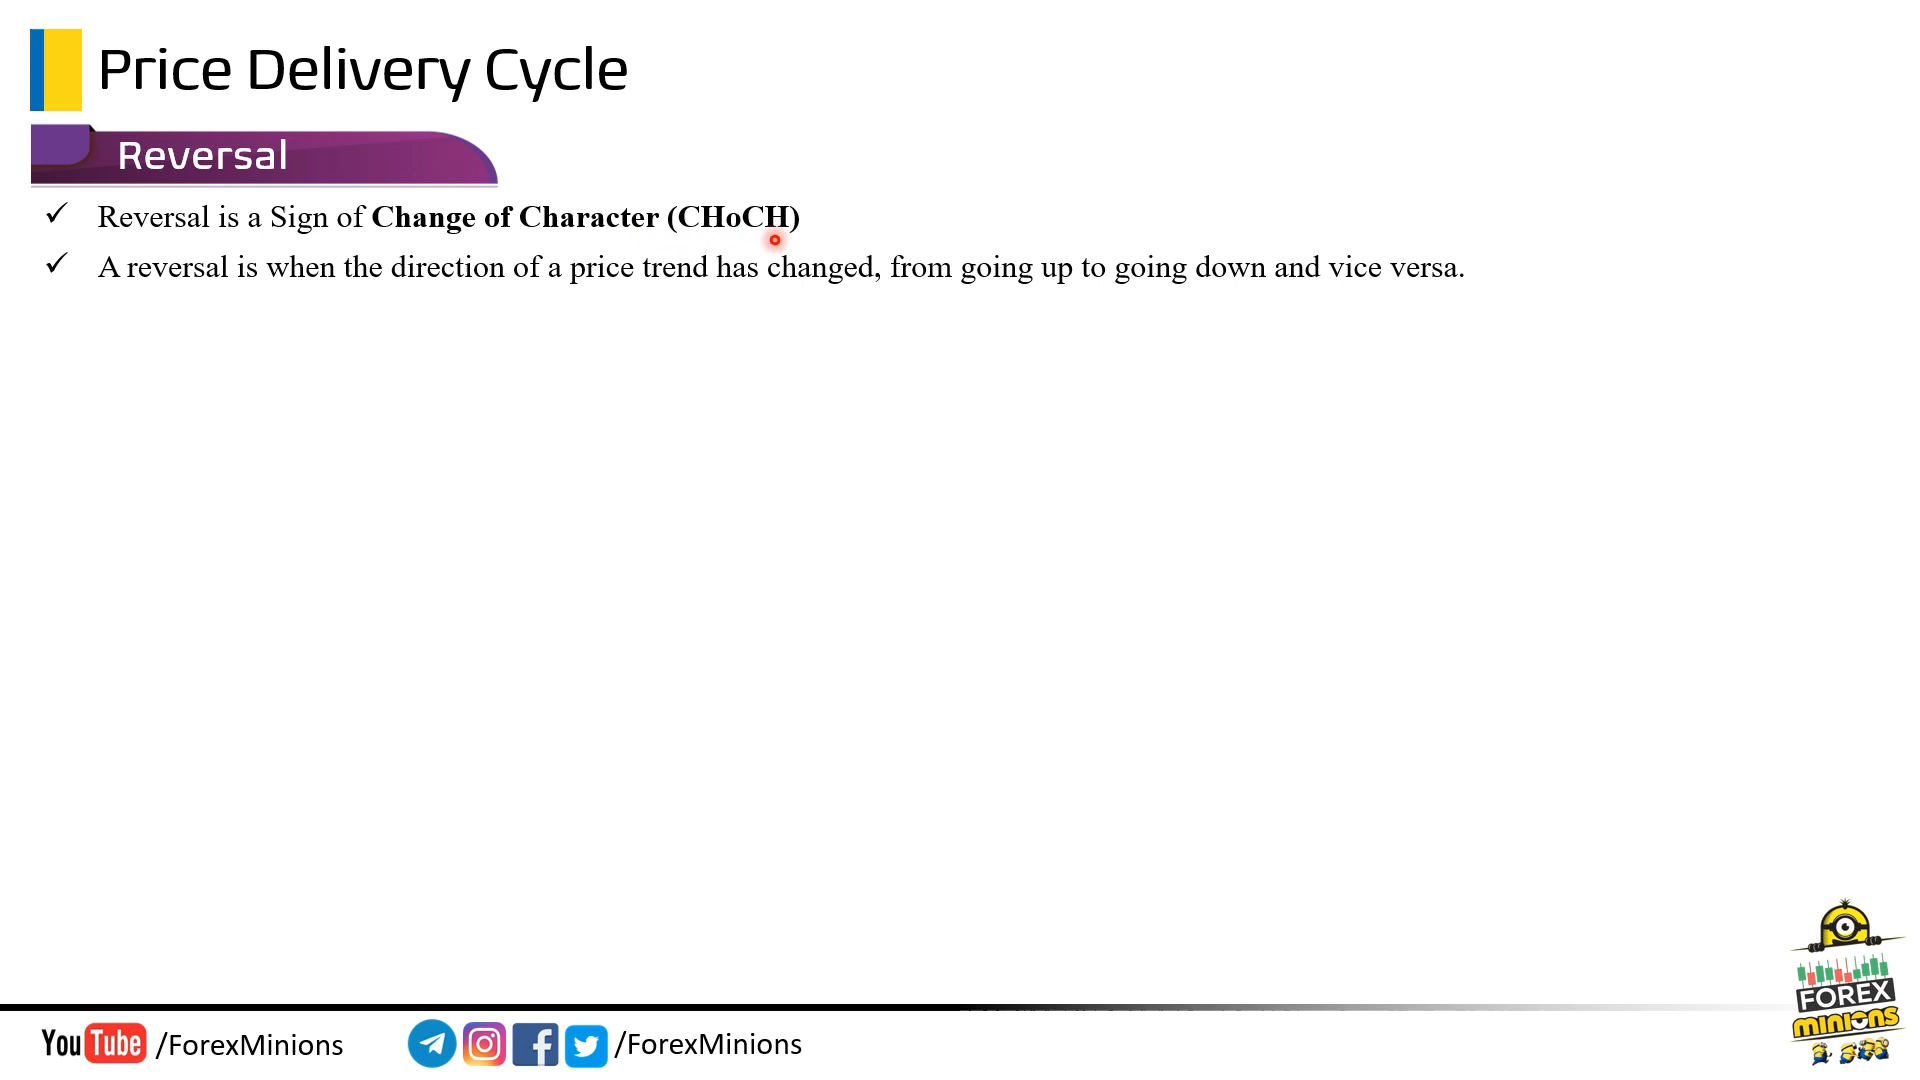 Price Delivery Cycle
Reversal
✓ Reversal is a Sign of Change of Character (CHoCH)
✓ A reversal is when the direction of a price trend has changed, from going up to going down and vice versa.
YouTube /ForexMinions
/ForexMinions
FOREX
minions